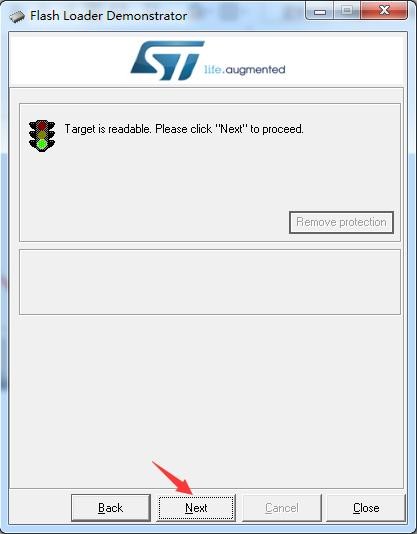 Flash Loader Demonstrator
ST
life.augmented
Target is readable. Please click "Next" to proceed.
Remove protection
Back
Next
Cancel
Close